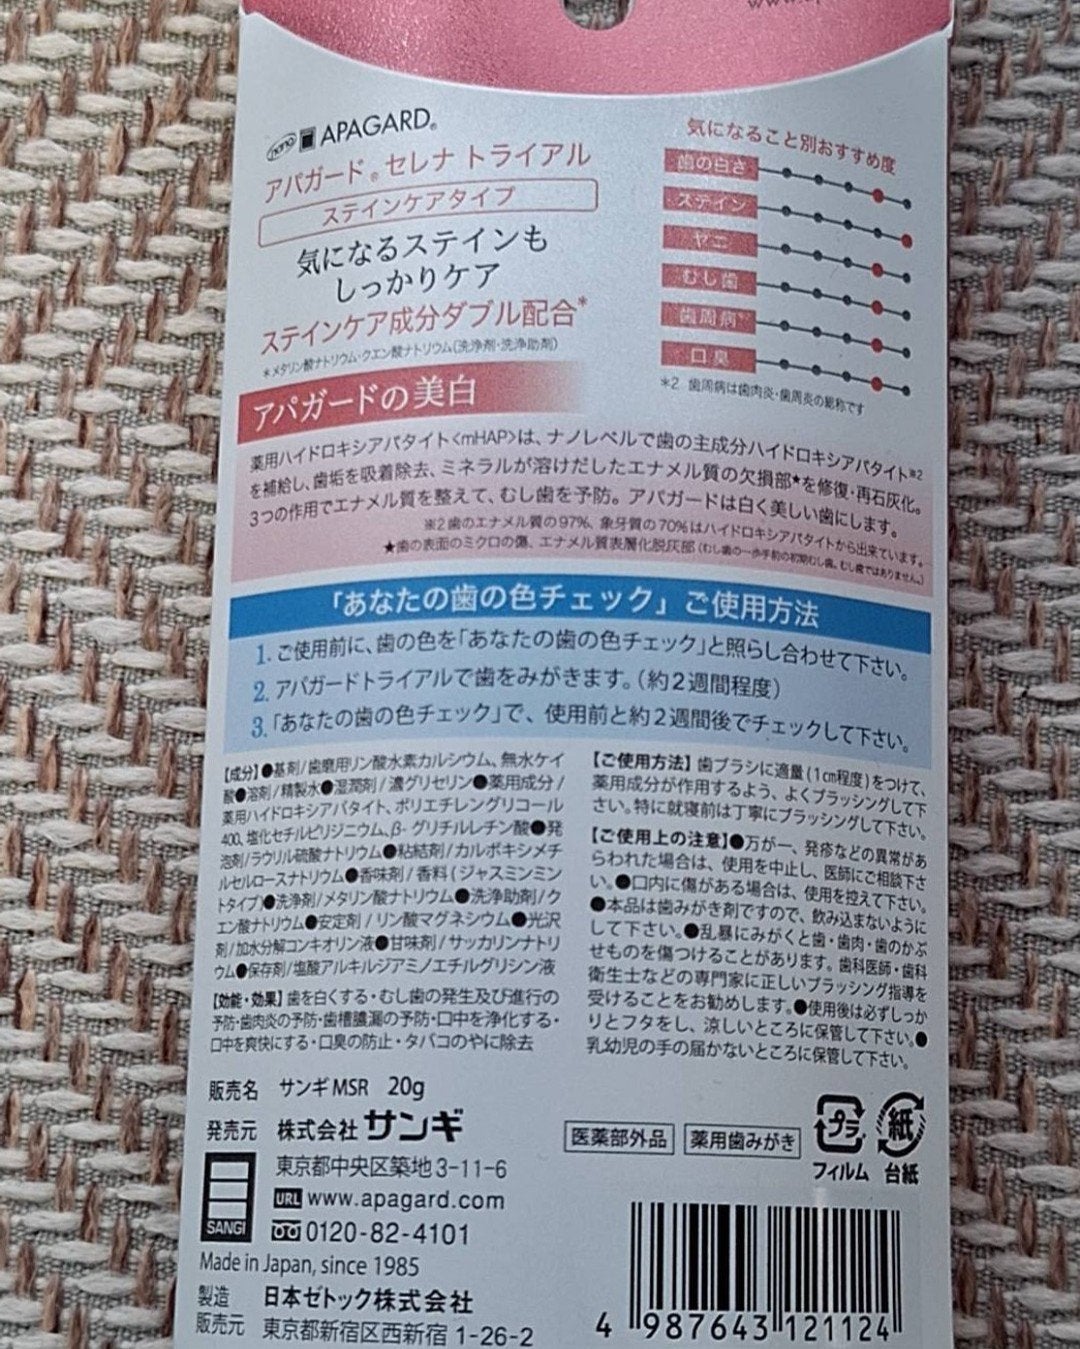 nano APAGARD®
アパガード®セレナ トライアル
ステインケアタイプ
気になるステインも
しっかりケア
ステインケア成分ダブル配合*
*メタリン酸ナトリウム・クエン酸ナトリウム(洗浄剤・洗浄助剤)
気になること別おすすめ度
歯の白さ
ステイン
ヤニ
むし歯
歯周病*2
口臭
*2 歯周病は歯肉炎・歯周炎の総称です
アパガードの美白
薬用ハイドロキシアパタイト<mHAP>は、ナノレベルで歯の主成分ハイドロキシアパタイト※2
を補給し、歯垢を吸着除去、ミネラルが溶けだしたエナメル質の欠損部★を修復・再石灰化。
3つの作用でエナメル質を整えて、むし歯を予防。アパガードは白く美しい歯にします。
※2 歯のエナメル質の97%、象牙質の70%はハイドロキシアパタイトから出来ています。
★歯の表面のミクロの傷、エナメル質表層化脱灰部(むし歯の一歩手前の初期むし歯。むし歯ではありません。)
「あなたの歯の色チェック」ご使用方法
1. ご使用前に、歯の色を「あなたの歯の色チェック」と照らし合わせて下さい。
2. アパガードトライアルで歯をみがきます。(約2週間程度)
3.「あなたの歯の色チェック」で、使用前と約2週間後でチェックして下さい。
【成分】●基剤/歯磨用リン酸水素カルシウム、無水ケイ
酸●溶剤/精製水●湿潤剤/濃グリセリン●薬用成分/
薬用ハイドロキシアパタイト、ポリエチレングリコール
400、塩化セチルピリジニウム、β-グリチルレチン酸●発
泡剤/ラウリル硫酸ナトリウム●粘結剤/カルボキシメチ
ルセルロースナトリウム●香味剤/香料(ジャスミンミン
トタイプ)●洗浄剤/メタリン酸ナトリウム●洗浄助剤/ク
エン酸ナトリウム●安定剤/リン酸マグネシウム●光沢
剤/加水分解コンキオリン液●甘味剤/サッカリンナトリ
ウム●保存剤/塩酸アルキルジアミノエチルグリシン液
【効能・効果】歯を白くする・むし歯の発生及び進行の
予防・歯肉炎の予防・歯槽膿漏の予防・口中を浄化する・
口中を爽快にする・口臭の防止・タバコのやに除去
【ご使用方法】歯ブラシに適量(1cm程度)をつけて、
薬用成分が作用するよう、よくブラッシングして下
さい。特に就寝前は丁寧にブラッシングして下さい。
【ご使用上の注意】●万が一、発疹などの異常があ
らわれた場合は、使用を中止し、医師にご相談下さ
い。●口内に傷がある場合は、使用を控えて下さい。
●本品は歯みがき剤ですので、飲み込まないように
して下さい。●乱暴にみがくと歯・歯肉・歯のかぶ
せものを傷つけることがあります。歯科医師・歯科
衛生士などの専門家に正しいブラッシング指導を
受けることをお勧めします。●使用後は必ずしっか
りとフタをし、涼しいところに保管して下さい。●
乳幼児の手の届かないところに保管して下さい。
販売名 サンギMSR 20g
発売元 株式会社サンギ
東京都中央区築地3-11-6
URL www.apagard.com
0120-82-4101
SANGI
Made in Japan, since 1985
製造
販売元
日本ゼトック株式会社
東京都新宿区西新宿1-26-2
医薬部外品 薬用歯みがき
プラ 紙
フィルム 台紙
4 987643 121124